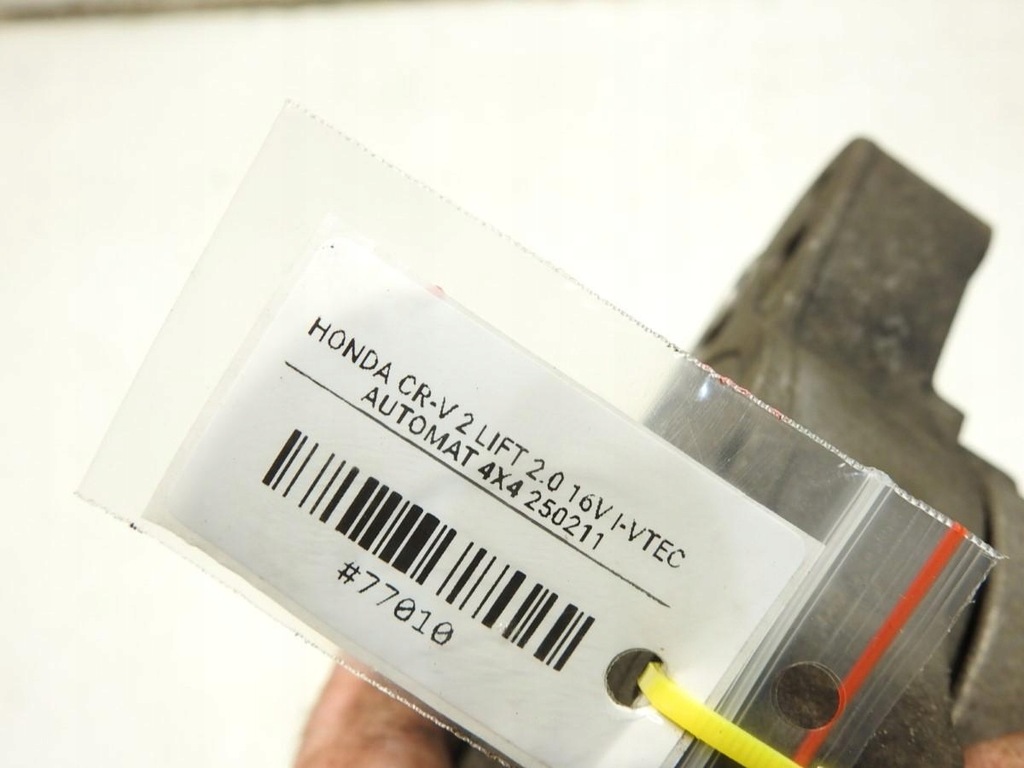 HONDA CR-V 2 LIFT 2.0 16V I-VTEC
AUTOMAT 4X4 250211
#77010